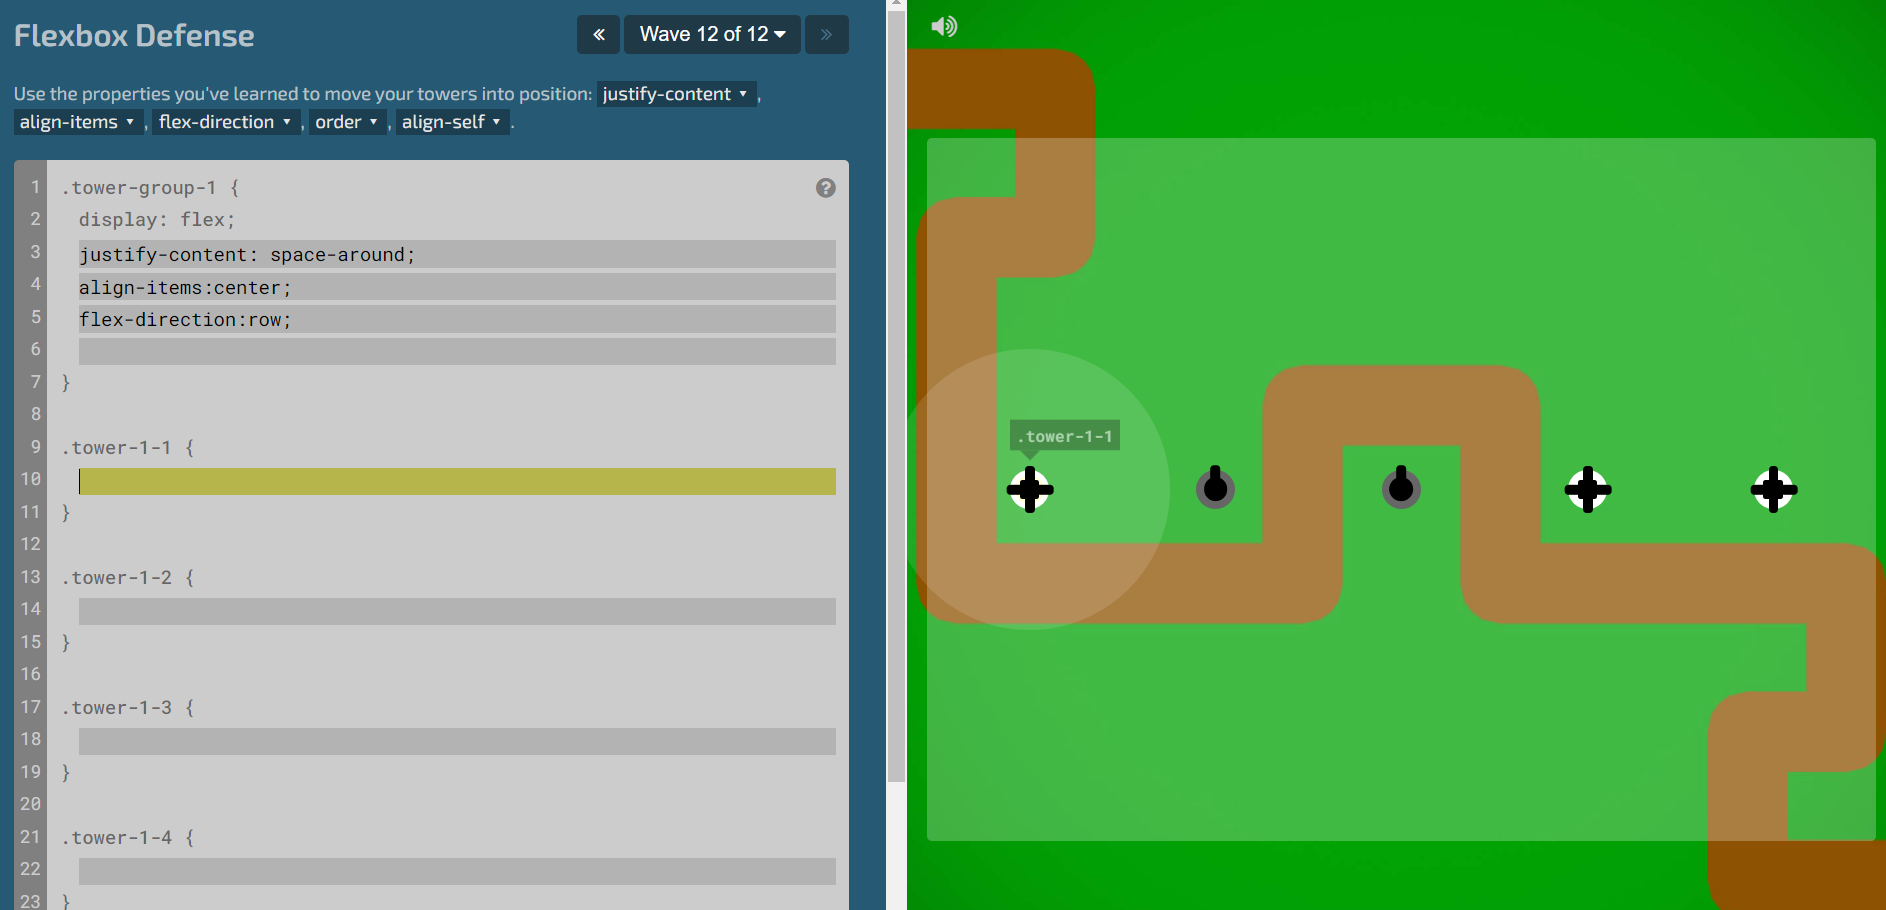 Flexbox Defense
« Wave 12 of 12 »
Use the properties you've learned to move your towers into position: justify-content ,
align-items , flex-direction , order , align-self .
1 .tower-group-1 { ?
2 display: flex;
3 justify-content: space-around;
4 align-items:center;
5 flex-direction:row;
6
7 }
8
9 .tower-1-1 {
10
11 }
12
13 .tower-1-2 {
14
15 }
16
17 .tower-1-3 {
18
19 }
20
21 .tower-1-4 {
22
23 }
.tower-1-1